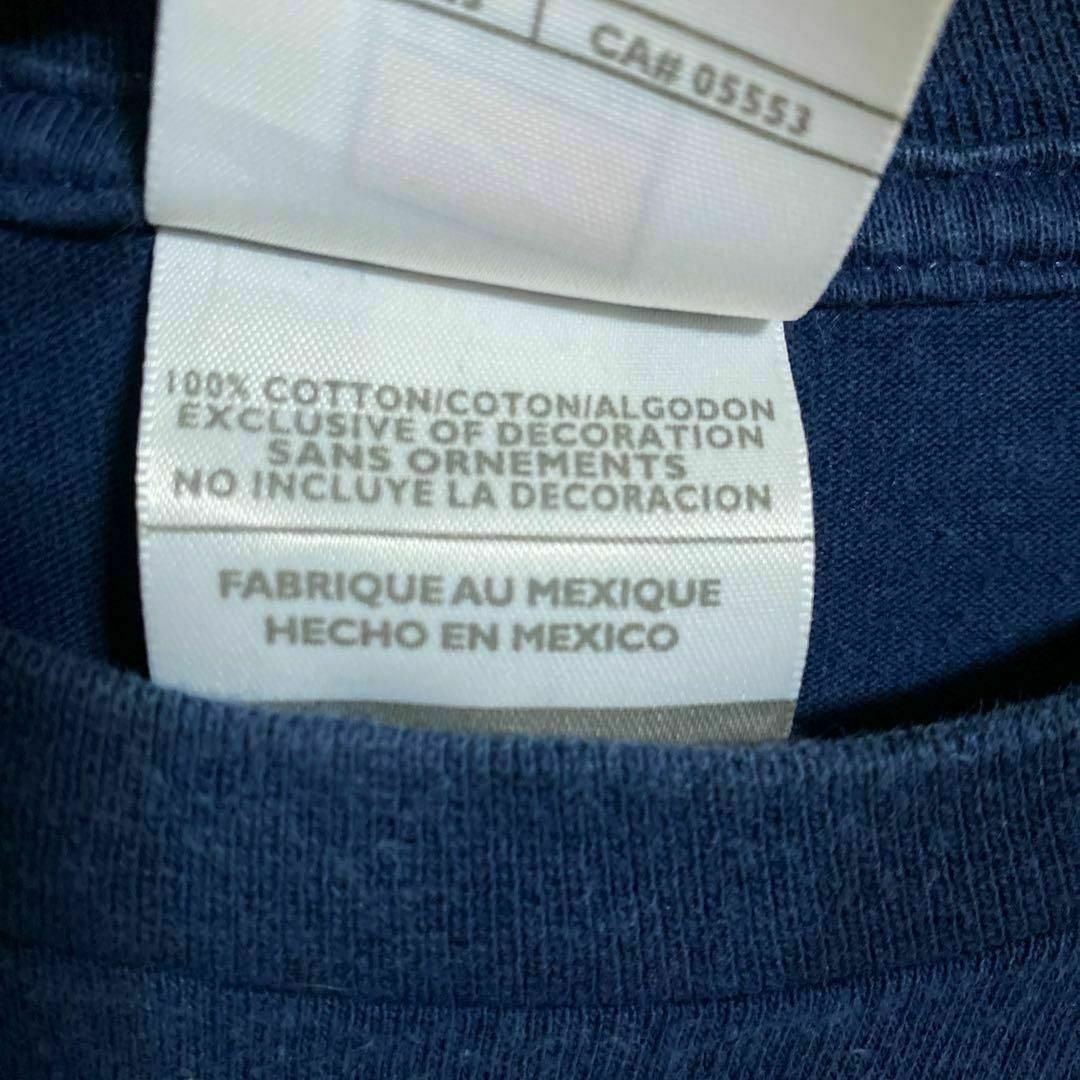 CA# 05553
100% COTTON/COTON/ALGODON
EXCLUSIVE OF DECORATION
SANS ORNEMENTS
NO INCLUYE LA DECORACION
FABRIQUE AU MEXIQUE
HECHO EN MEXICO